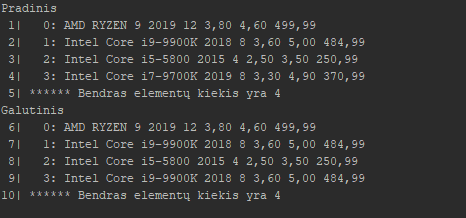 Pradinis
1| 0: AMD RYZEN 9 2019 12 3,80 4,60 499,99
2| 1: Intel Core i9-9900K 2018 8 3,60 5,00 484,99
3| 2: Intel Core i5-5800 2015 4 2,50 3,50 250,99
4| 3: Intel Core i7-9700K 2019 8 3,30 4,90 370,99
5| ****** Bendras elementų kiekis yra 4
Galutinis
6| 0: AMD RYZEN 9 2019 12 3,80 4,60 499,99
7| 1: Intel Core i9-9900K 2018 8 3,60 5,00 484,99
8| 2: Intel Core i5-5800 2015 4 2,50 3,50 250,99
9| 3: Intel Core i9-9900K 2018 8 3,60 5,00 484,99
10| ****** Bendras elementų kiekis yra 4